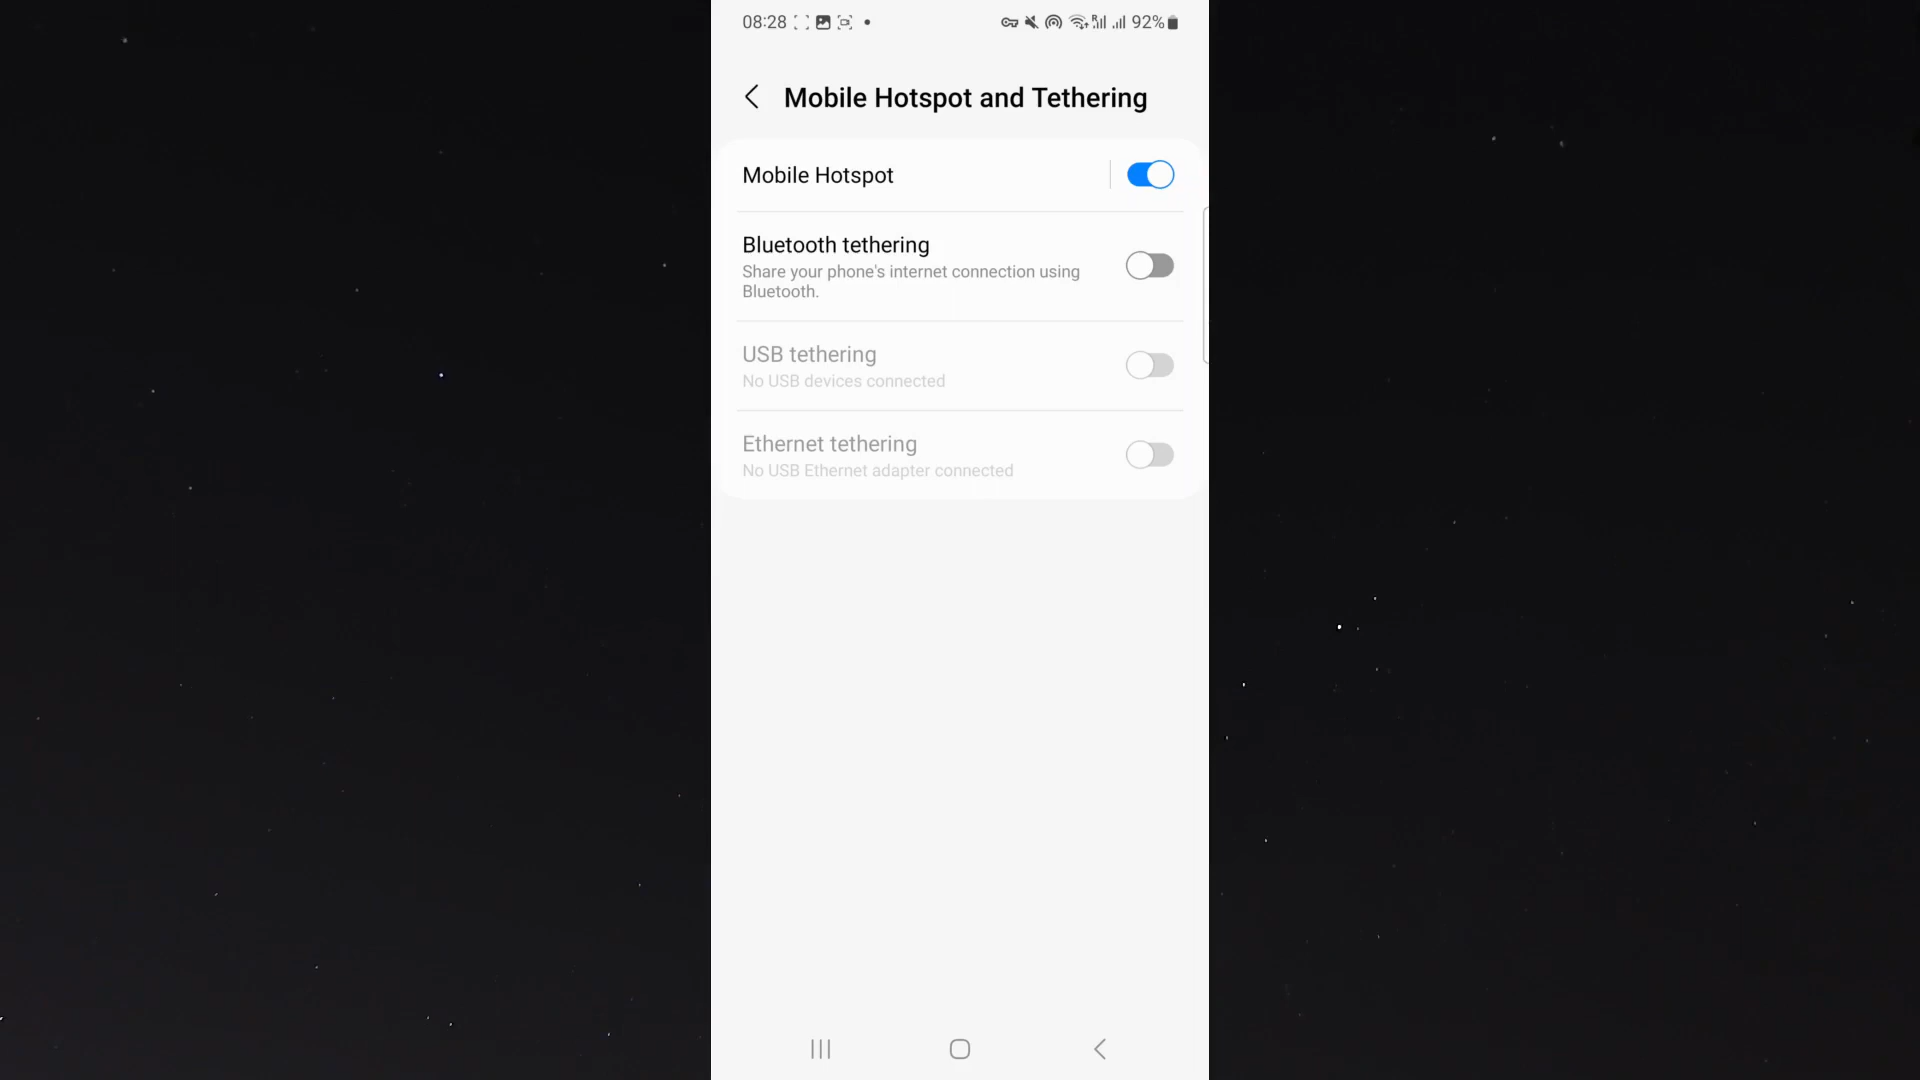 08:28 92%
Mobile Hotspot and Tethering
Mobile Hotspot
Bluetooth tethering
Share your phone's internet connection using
Bluetooth.
USB tethering
No USB devices connected
Ethernet tethering
No USB Ethernet adapter connected